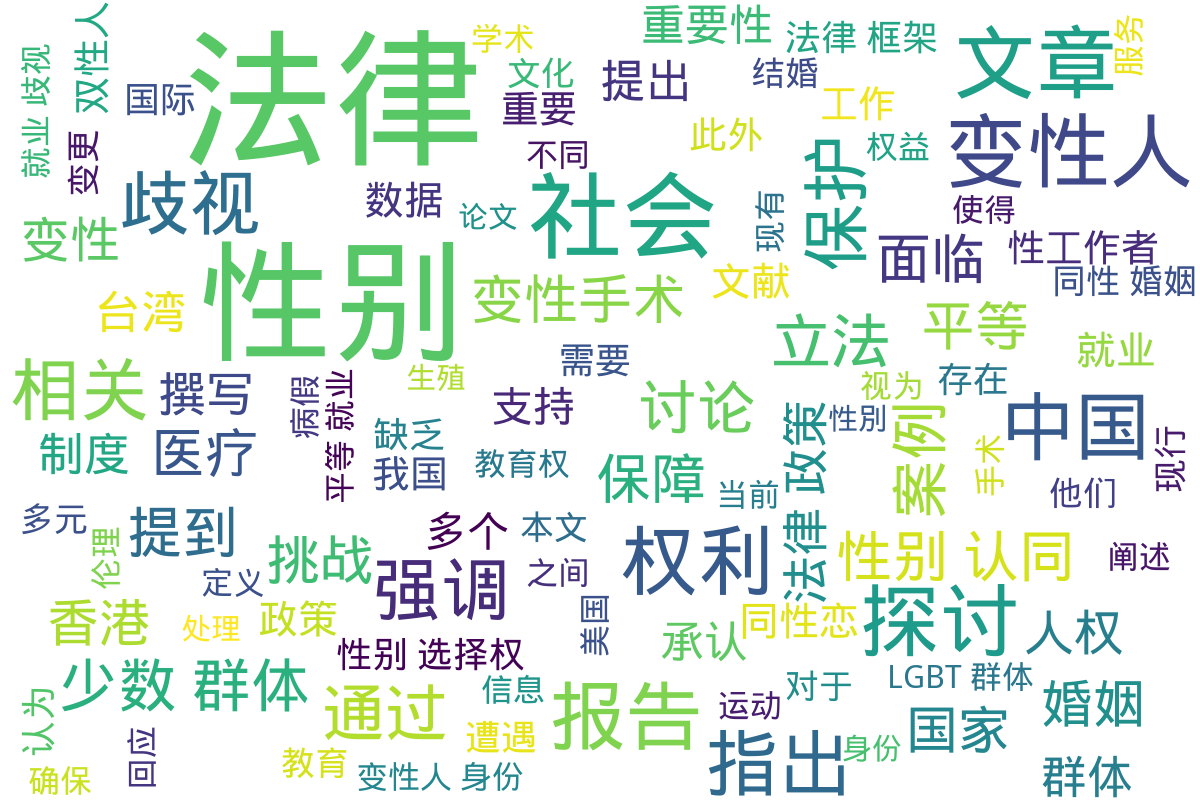 法律
性别
学术
重要性
法律 框架
文章
服务
双性人
就业 歧视
国际
文化
提出
结婚
重要
工作
变性人
变更
歧视
数据
论文
不同
此外
权益
保护
社会
现有
使得
变性
面临
性工作者
同性 婚姻
台湾
变性手术
文献
立法
平等
就业
相关
撰写
病假
平等 就业
生殖
需要
支持
讨论
视为
存在
性別
中国
制度
医疗
缺乏
我国
教育权
保障
法律 政策
案例
手术
现行
当前
他们
多元
提到
伦理
定义
挑战
强调
多个
本文
之间
权利
性别 认同
阐述
香港
处理
政策
美国
同性恋
探讨
人权
性别 选择权
承认
少数 群体
信息
LGBT 群体
通过
报告
运动
对于
婚姻
认为
回应
遭遇
指出
国家
身份
确保
教育
变性人 身份
群体